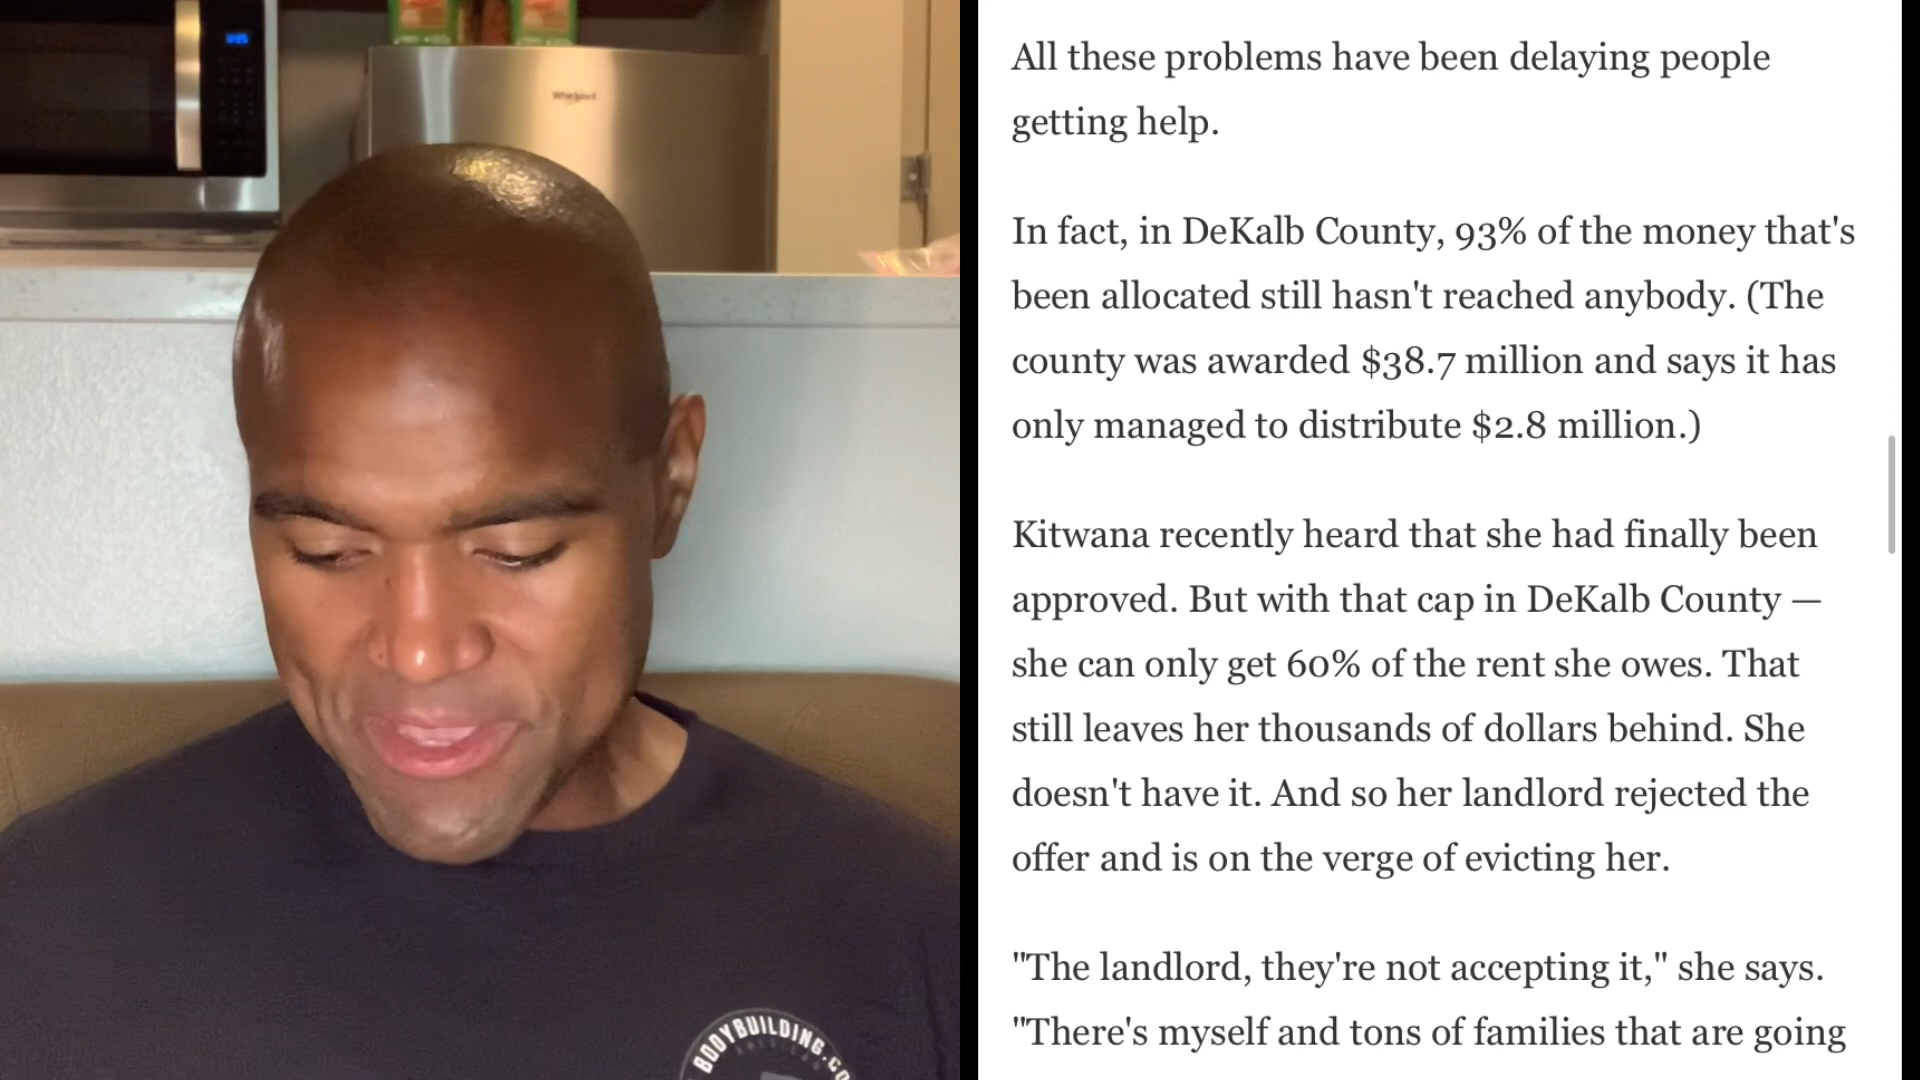 Whirlpool
All these problems have been delaying people
getting help.
In fact, in DeKalb County, 93% of the money that's
been allocated still hasn't reached anybody. (The
county was awarded $38.7 million and says it has
only managed to distribute $2.8 million.)
Kitwana recently heard that she had finally been
approved. But with that cap in DeKalb County —
she can only get 60% of the rent she owes. That
still leaves her thousands of dollars behind. She
doesn't have it. And so her landlord rejected the
offer and is on the verge of evicting her.
"The landlord, they're not accepting it," she says.
"There's myself and tons of families that are going
BODYBUILDING.CO